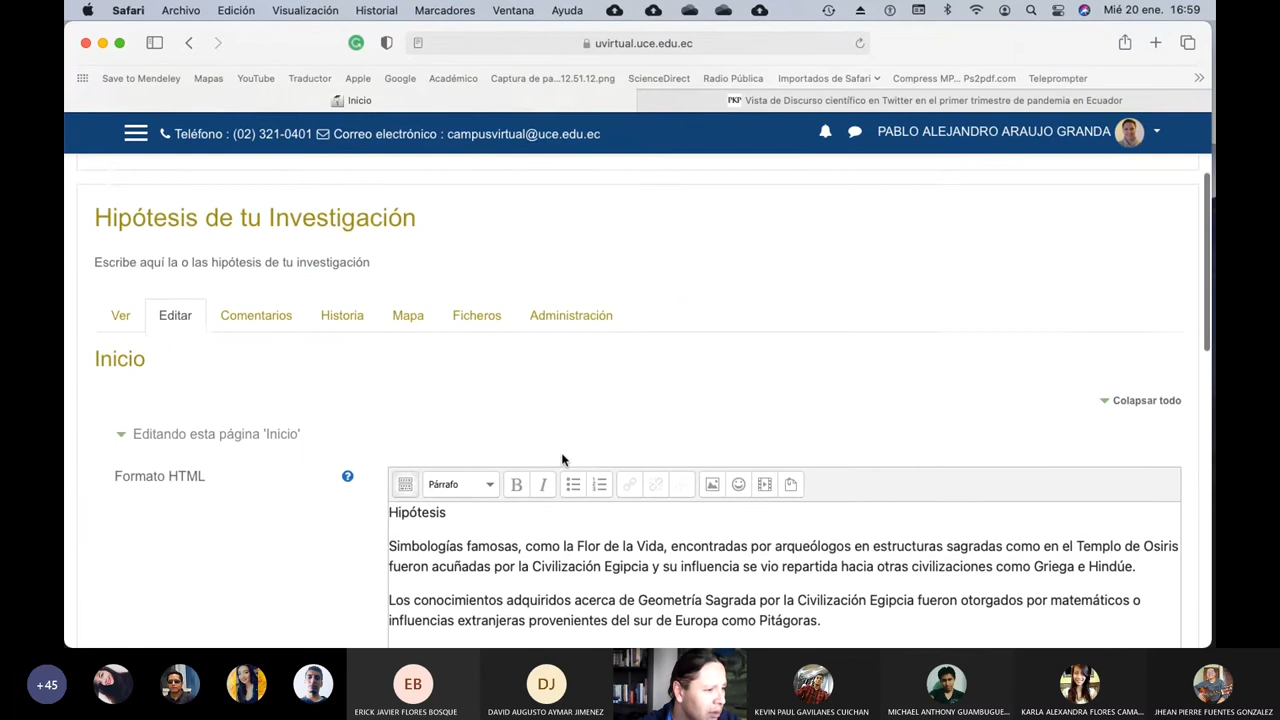 Safari Archivo Edición Visualización Historial Marcadores Ventana Ayuda Mié 20 ene. 16:59
uvirtual.uce.edu.ec
Save to Mendeley Mapas YouTube Traductor Apple Google Académico Captura de pa...12.51.12.png ScienceDirect Radio Pública Importados de Safari Compress MP... Ps2pdf.com Teleprompter
Inicio PKP Vista de Discurso científico en Twitter en el primer trimestre de pandemia en Ecuador
Teléfono : (02) 321-0401 Correo electrónico : campusvirtual@uce.edu.ec PABLO ALEJANDRO ARAUJO GRANDA
Hipótesis de tu Investigación
Escribe aquí la o las hipótesis de tu investigación
Ver Editar Comentarios Historia Mapa Ficheros Administración
Inicio
Colapsar todo
Editando esta página 'Inicio'
Formato HTML
Párrafo B I
Hipótesis
Simbologías famosas, como la Flor de la Vida, encontradas por arqueólogos en estructuras sagradas como en el Templo de Osiris
fueron acuñadas por la Civilización Egipcia y su influencia se vio repartida hacia otras civilizaciones como Griega e Hindúe.
Los conocimientos adquiridos acerca de Geometría Sagrada por la Civilización Egipcia fueron otorgados por matemáticos o
influencias extranjeras provenientes del sur de Europa como Pitágoras.
+45 EB DJ
ERICK JAVIER FLORES BOSQUE DAVID AUGUSTO AYMAR JIMENEZ KEVIN PAUL GAVILANES CUICHAN MICHAEL ANTHONY GUAMBUGUE... KARLA ALEXANDRA FLORES CAMA... JHEAN PIERRE FUENTES GONZALEZ